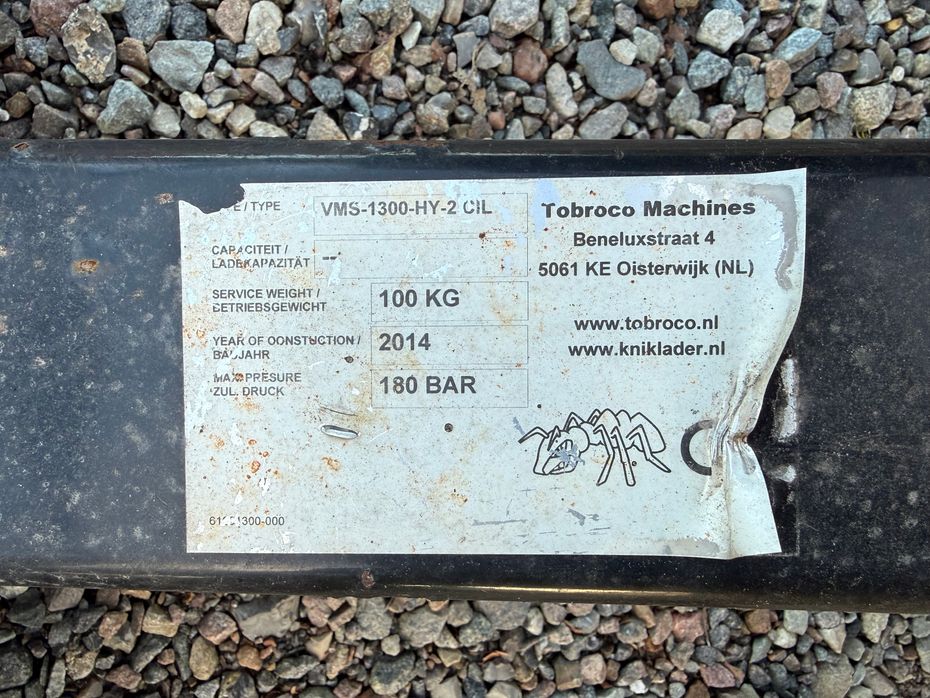 / TYPE
VMS-1300-HY-2 CIL
CAPACITEIT /
LADEKAPAZITÄT
--
SERVICE WEIGHT /
BETRIEBSGEWICHT
100 KG
YEAR OF OONSTUCTION /
BAUJAHR
2014
MAX PRESURE
ZUL. DRUCK
180 BAR
Tobroco Machines
Beneluxstraat 4
5061 KE Oisterwijk (NL)
www.tobroco.nl
www.kniklader.nl